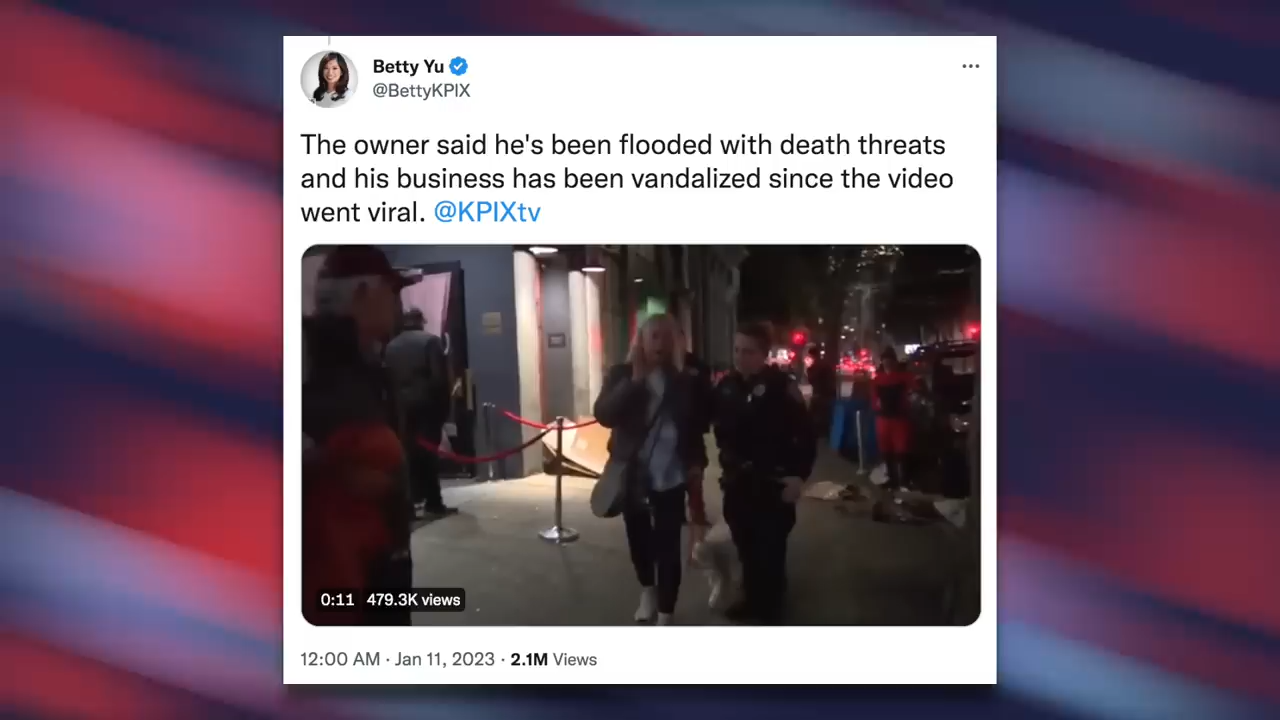 Betty Yu
@BettyKPIX
The owner said he's been flooded with death threats
and his business has been vandalized since the video
went viral. @KPIXtv
0:11 479.3K views
12:00 AM · Jan 11, 2023 · 2.1M Views